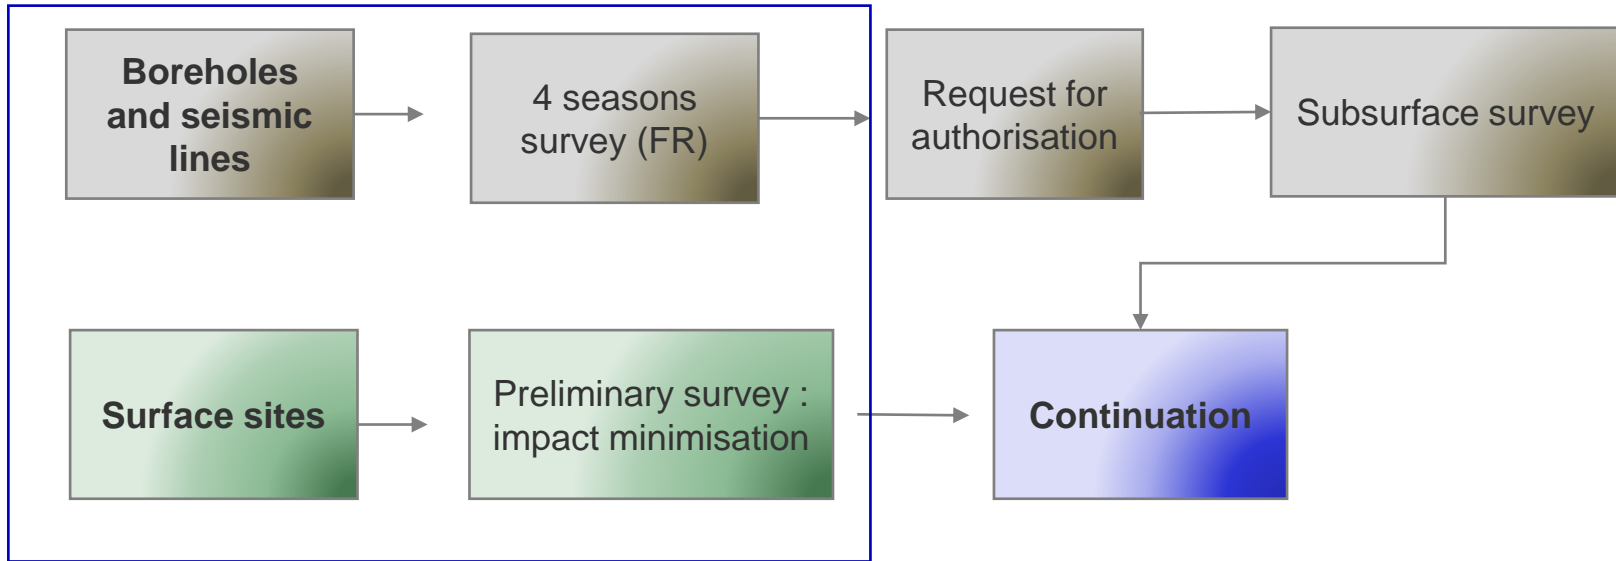 Boreholes
and seismic
lines
4 seasons
survey (FR)
Request for
authorisation
Subsurface survey
Surface sites
Preliminary survey :
impact minimisation
Continuation